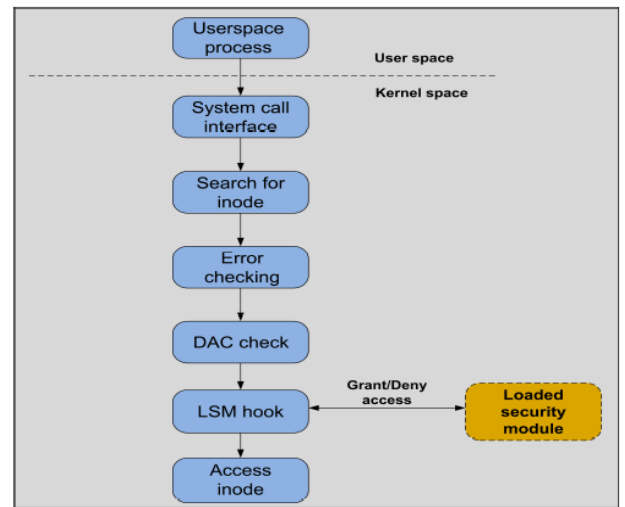 Userspace
process
User space
Kernel space
System call
interface
Search for
inode
Error
checking
DAC check
Grant/Deny
access
LSM hook
Loaded
security
module
Access
inode